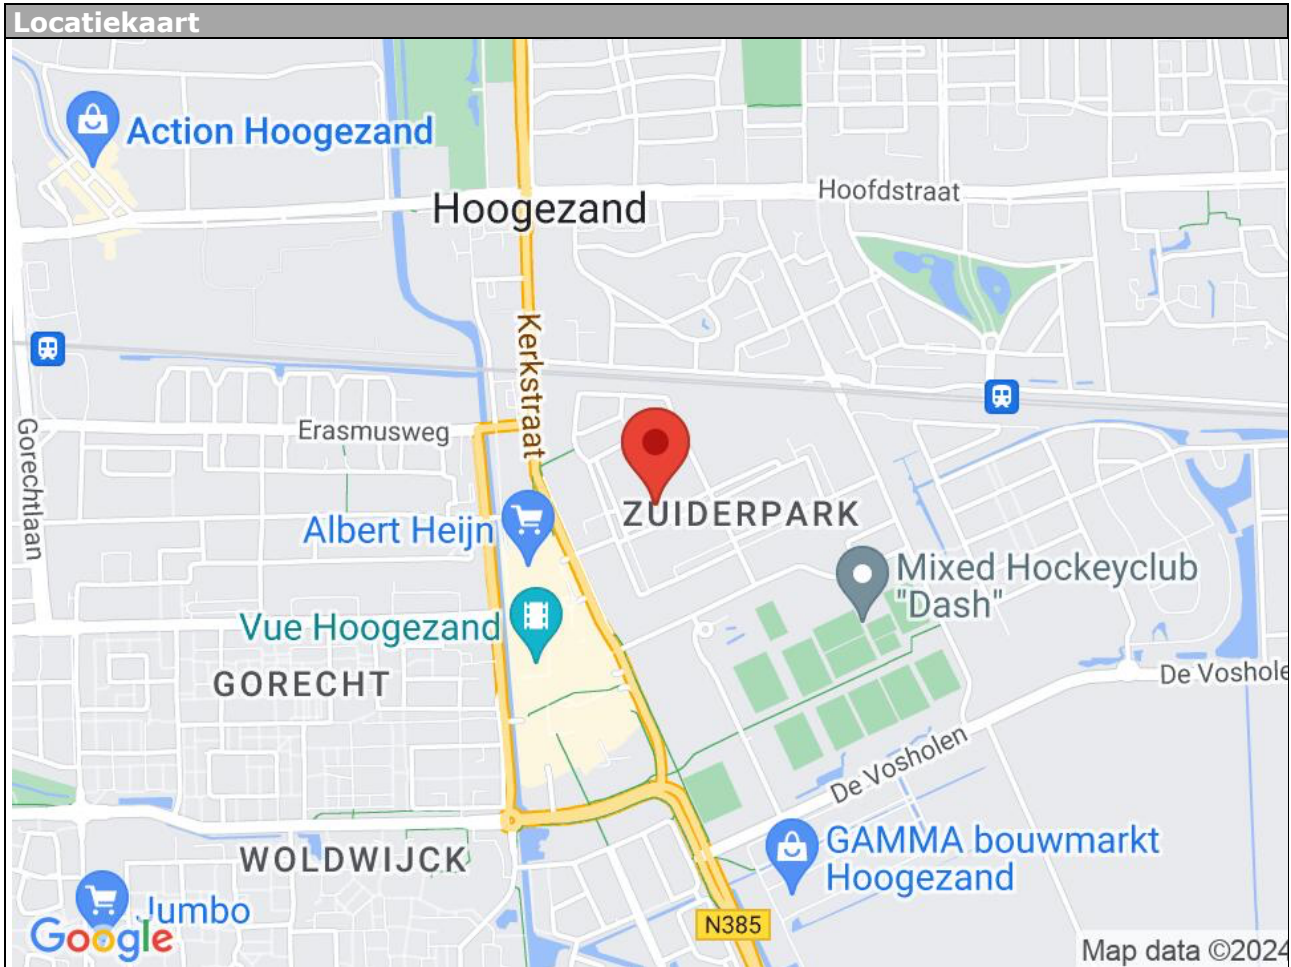 Locatiekaart
Action Hoogezand
Hoofdstraat
Hoogezand
Kerkstraat
Gorechtlaan
Erasmusweg
ZUIDERPARK
Albert Heijn
Mixed Hockeyclub
"Dash"
Vue Hoogezand
GORECHT
De Voshole
De Vosholen
WOLDWIJCK
GAMMA bouwmarkt
Hoogezand
Jumbo
N385
Google
Map data ©2024